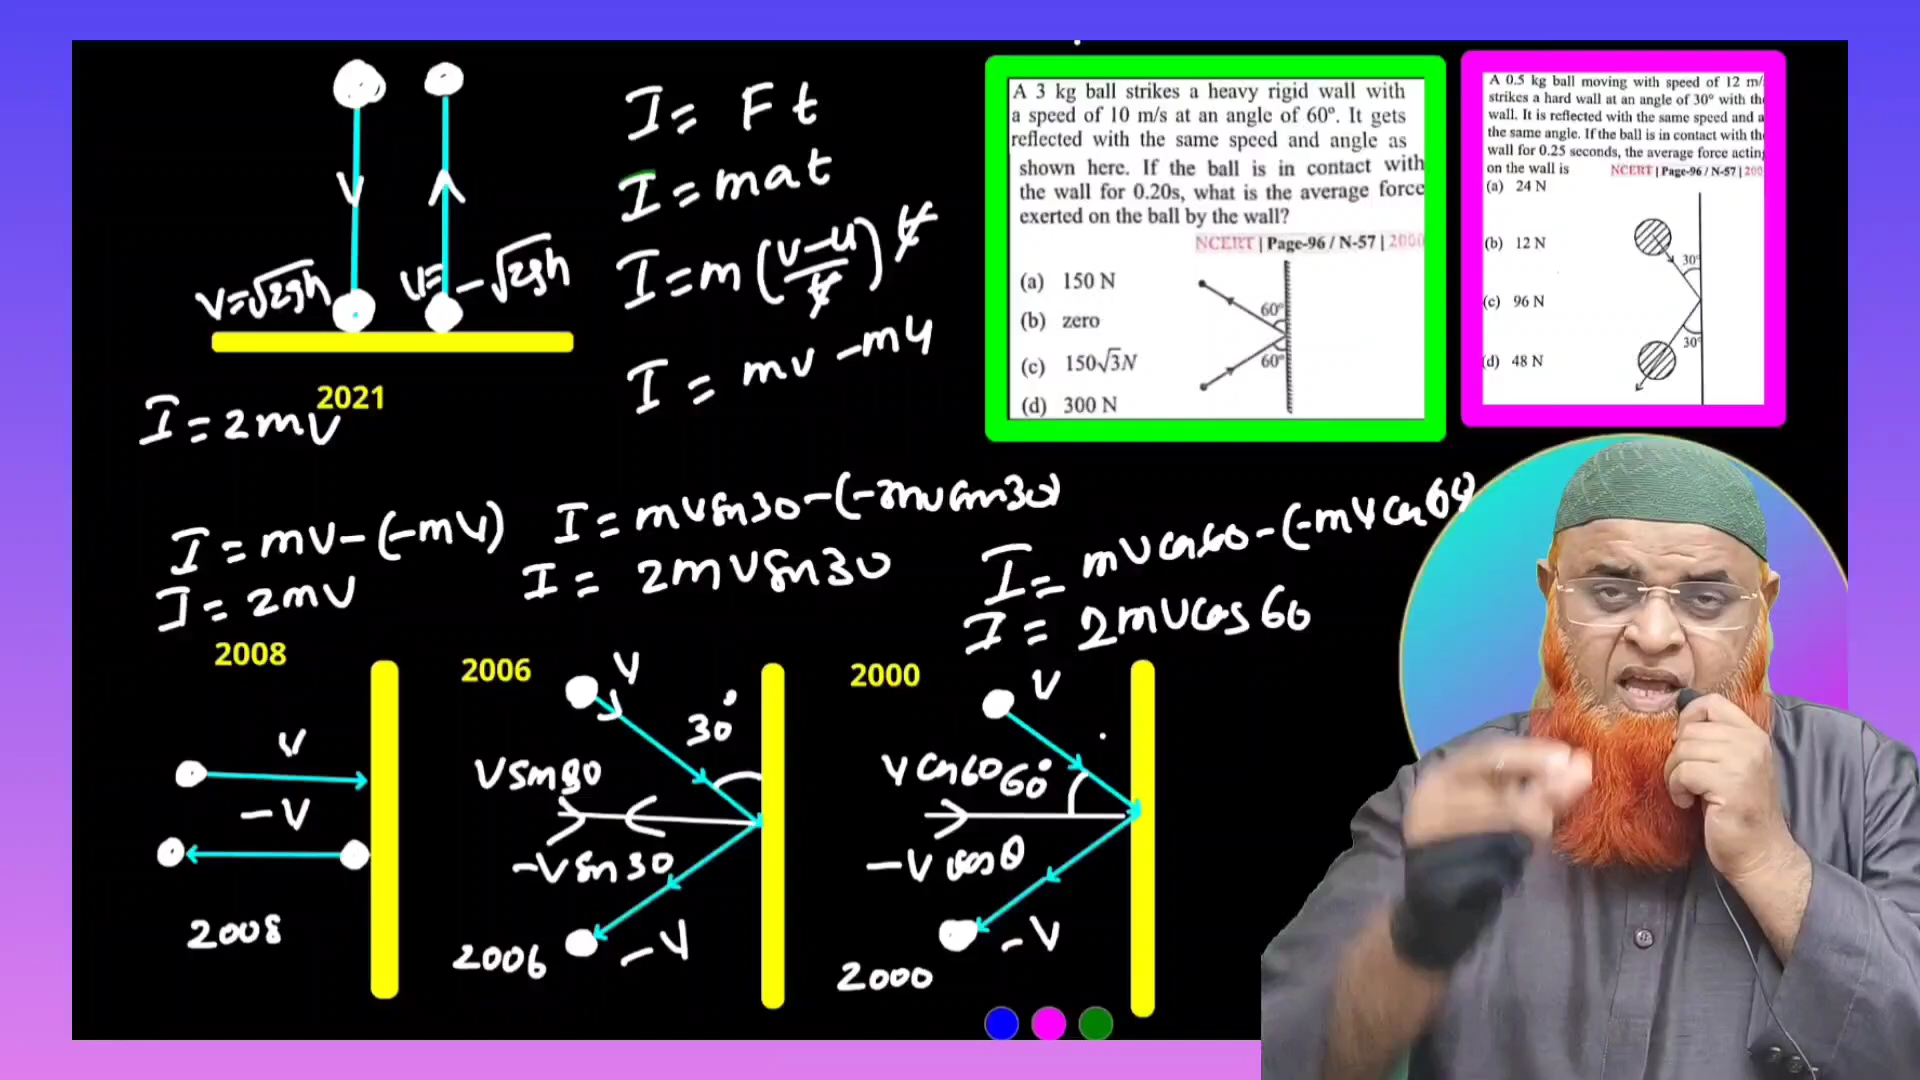 V=√2gh
V=-√2gh
2021
I=2mV
I= Ft
I=mat
I=m(v-u/t)t
I= mv-mu
A 3 kg ball strikes a heavy rigid wall with
a speed of 10 m/s at an angle of 60°. It gets
reflected with the same speed and angle as
shown here. If the ball is in contact with
the wall for 0.20s, what is the average force
exerted on the ball by the wall?
NCERT | Page-96 / N-57 | 2000
(a) 150 N
(b) zero
(c) 150√3N
(d) 300 N
60°
60°
A 0.5 kg ball moving with speed of 12 m/
strikes a hard wall at an angle of 30° with th
wall. It is reflected with the same speed and a
the same angle. If the ball is in contact with th
wall for 0.25 seconds, the average force acting
on the wall is
NCERT | Page-96 / N-57 | 200
(a) 24 N
(b) 12 N
(c) 96 N
(d) 48 N
30°
30°
I=mv-(-mv)
I=2mv
2008
V
-V
2008
I=mvsin30-(-mvsin30)
I= 2mVsin30
2006
V
30°
VSin30
-Vsin30
-V
2006
I= mvcos60-(-mvcos60)
I= 2mvcos60
2000
V
Vcos60
60°
-Vcosθ
-V
2000